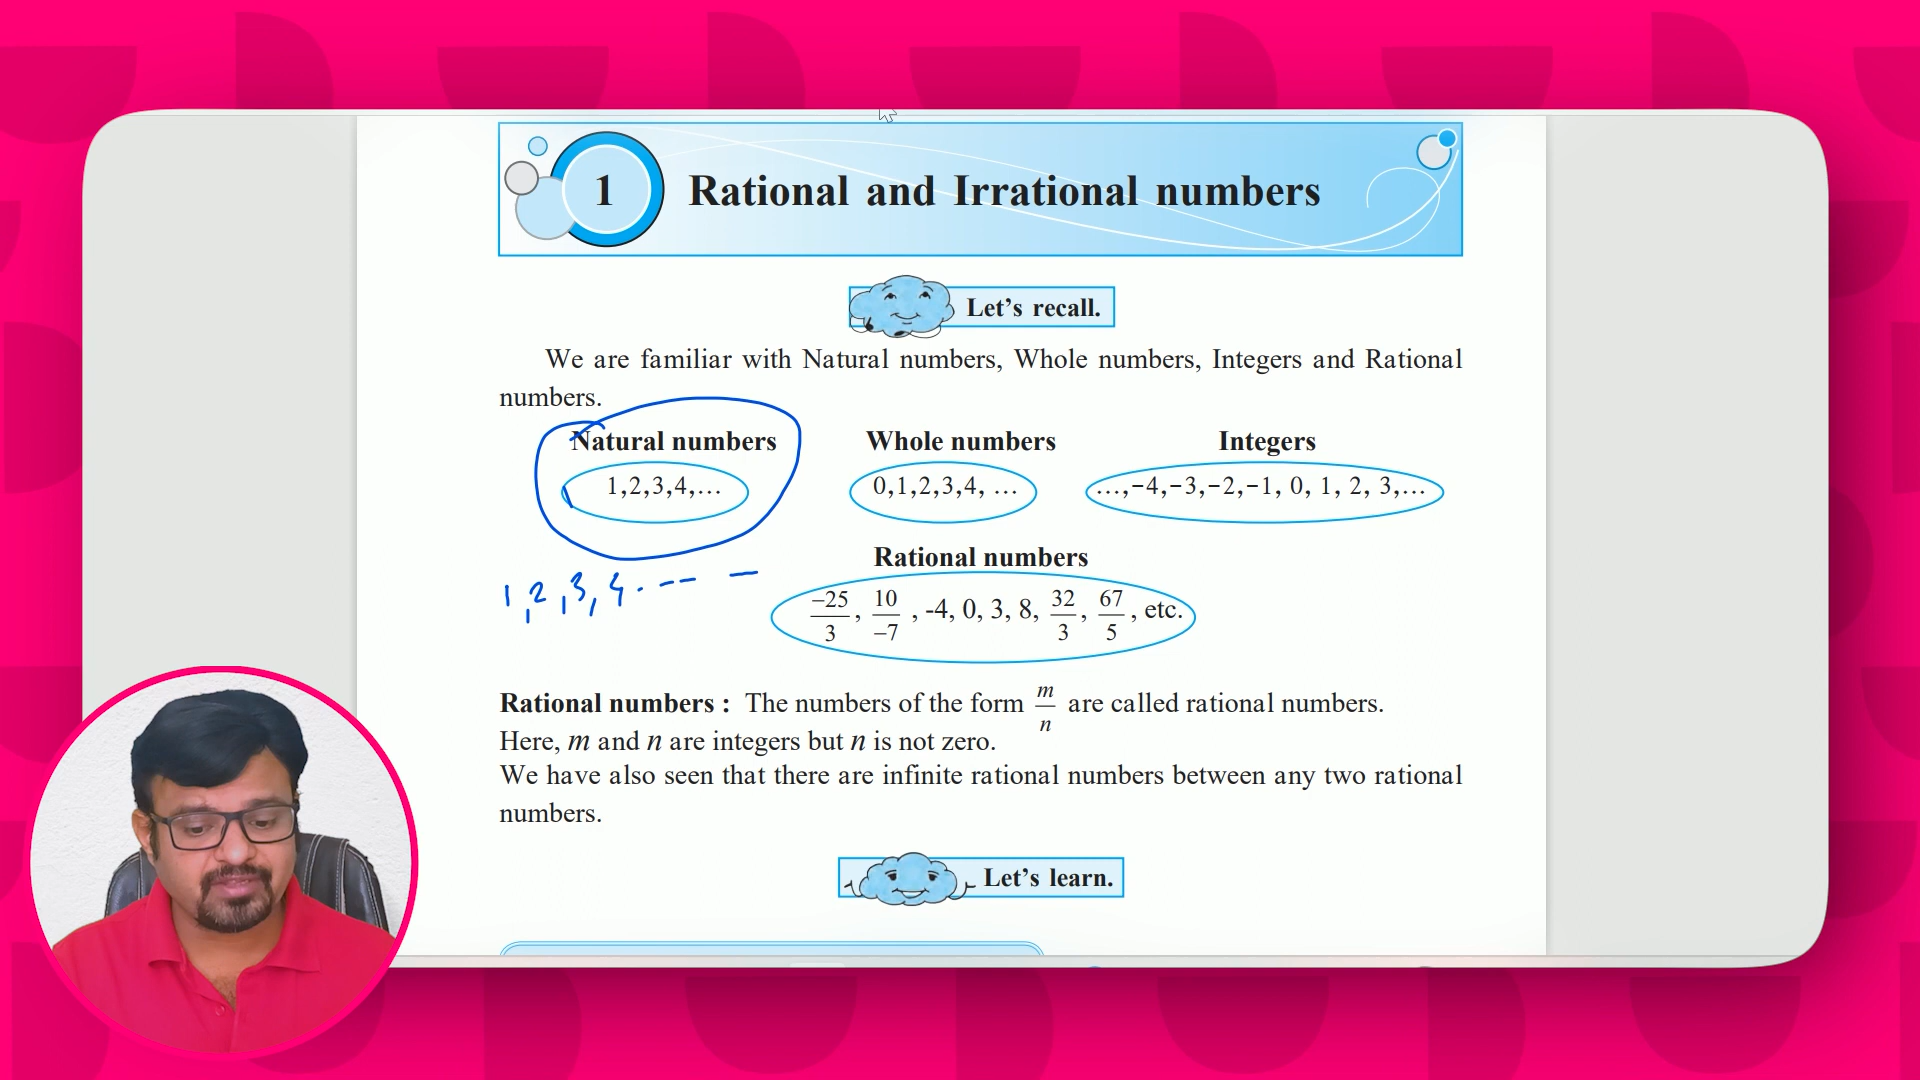 1 Rational and Irrational numbers
Let’s recall.
We are familiar with Natural numbers, Whole numbers, Integers and Rational
numbers.
Natural numbers Whole numbers Integers
1,2,3,4,... 0,1,2,3,4, ... ...,−4,−3,−2,−1, 0, 1, 2, 3,...
1,2,3,4.-- —
Rational numbers
−25/3, 10/−7, -4, 0, 3, 8, 32/3, 67/5, etc.
Rational numbers : The numbers of the form m/n are called rational numbers.
Here, m and n are integers but n is not zero.
We have also seen that there are infinite rational numbers between any two rational
numbers.
Let’s learn.